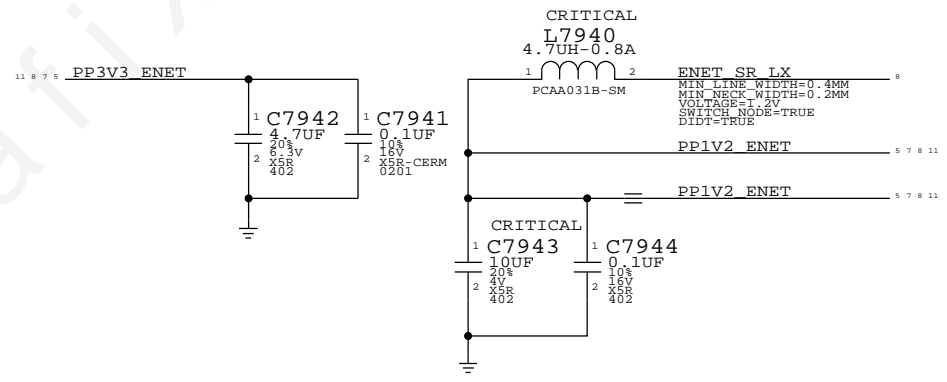 CRITICAL
L7940
4.7UH-0.8A
1 2
PCAA031B-SM
11 8 7 5 PP3V3_ENET
ENET_SR_LX 8
MIN_LINE_WIDTH=0.4MM
MIN_NECK_WIDTH=0.2MM
VOLTAGE=1.2V
SWITCH_NODE=TRUE
DIDT=TRUE
1 C7942
4.7UF
20%
6.3V
2 X5R
402
1 C7941
0.1UF
10%
16V
2 X5R-CERM
0201
PP1V2_ENET 5 7 8 11
PP1V2_ENET 5 7 8 11
CRITICAL
1 C7943
10UF
20%
4V
2 X5R
402
1 C7944
0.1UF
10%
16V
2 X5R
402
a f i x